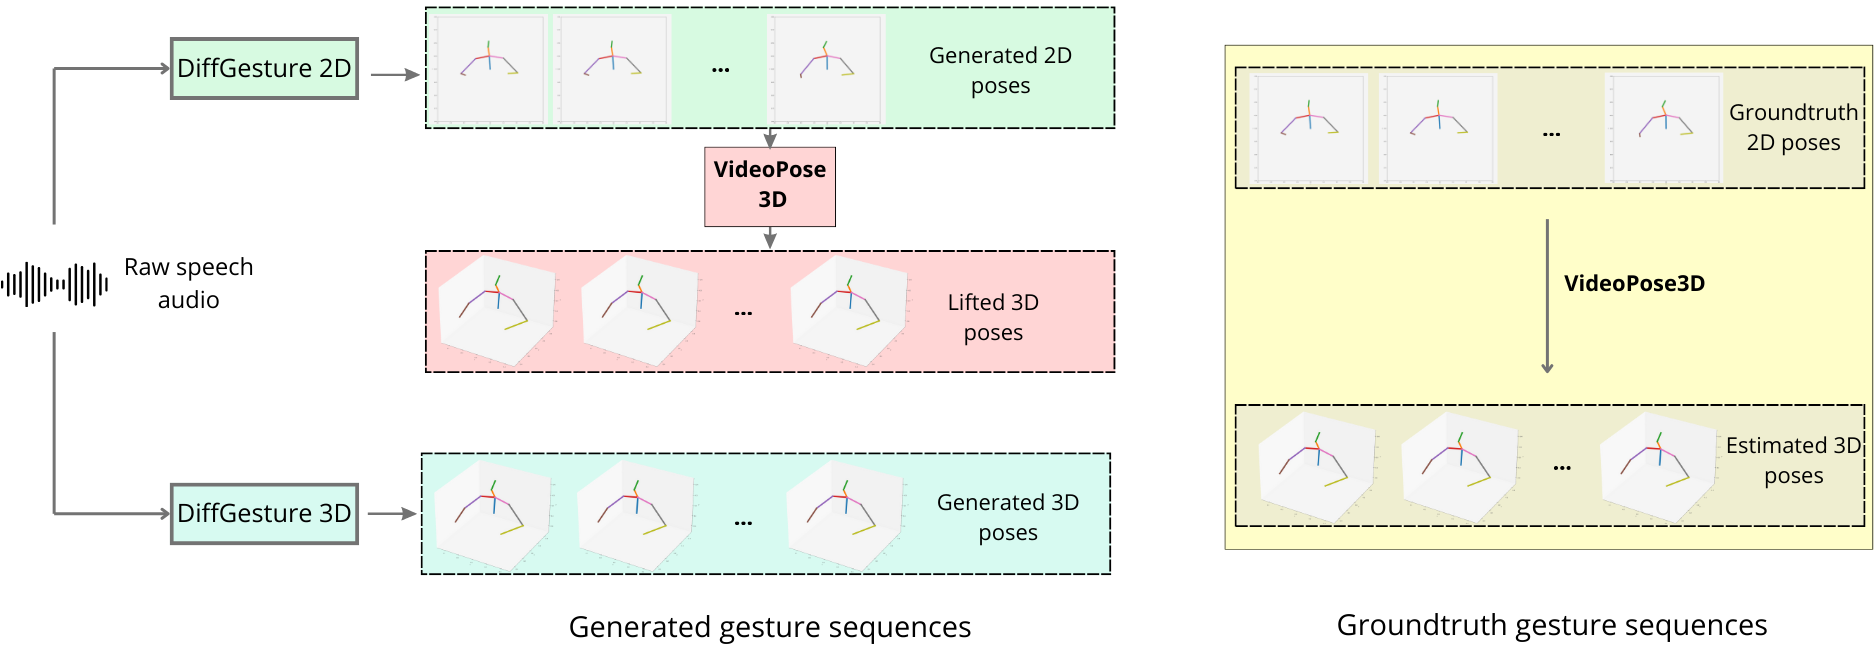 DiffGesture 2D
...
Generated 2D
poses
VideoPose
3D
Raw speech
audio
...
Lifted 3D
poses
DiffGesture 3D
...
Generated 3D
poses
Generated gesture sequences
...
Groundtruth
2D poses
VideoPose3D
...
Estimated 3D
poses
Groundtruth gesture sequences